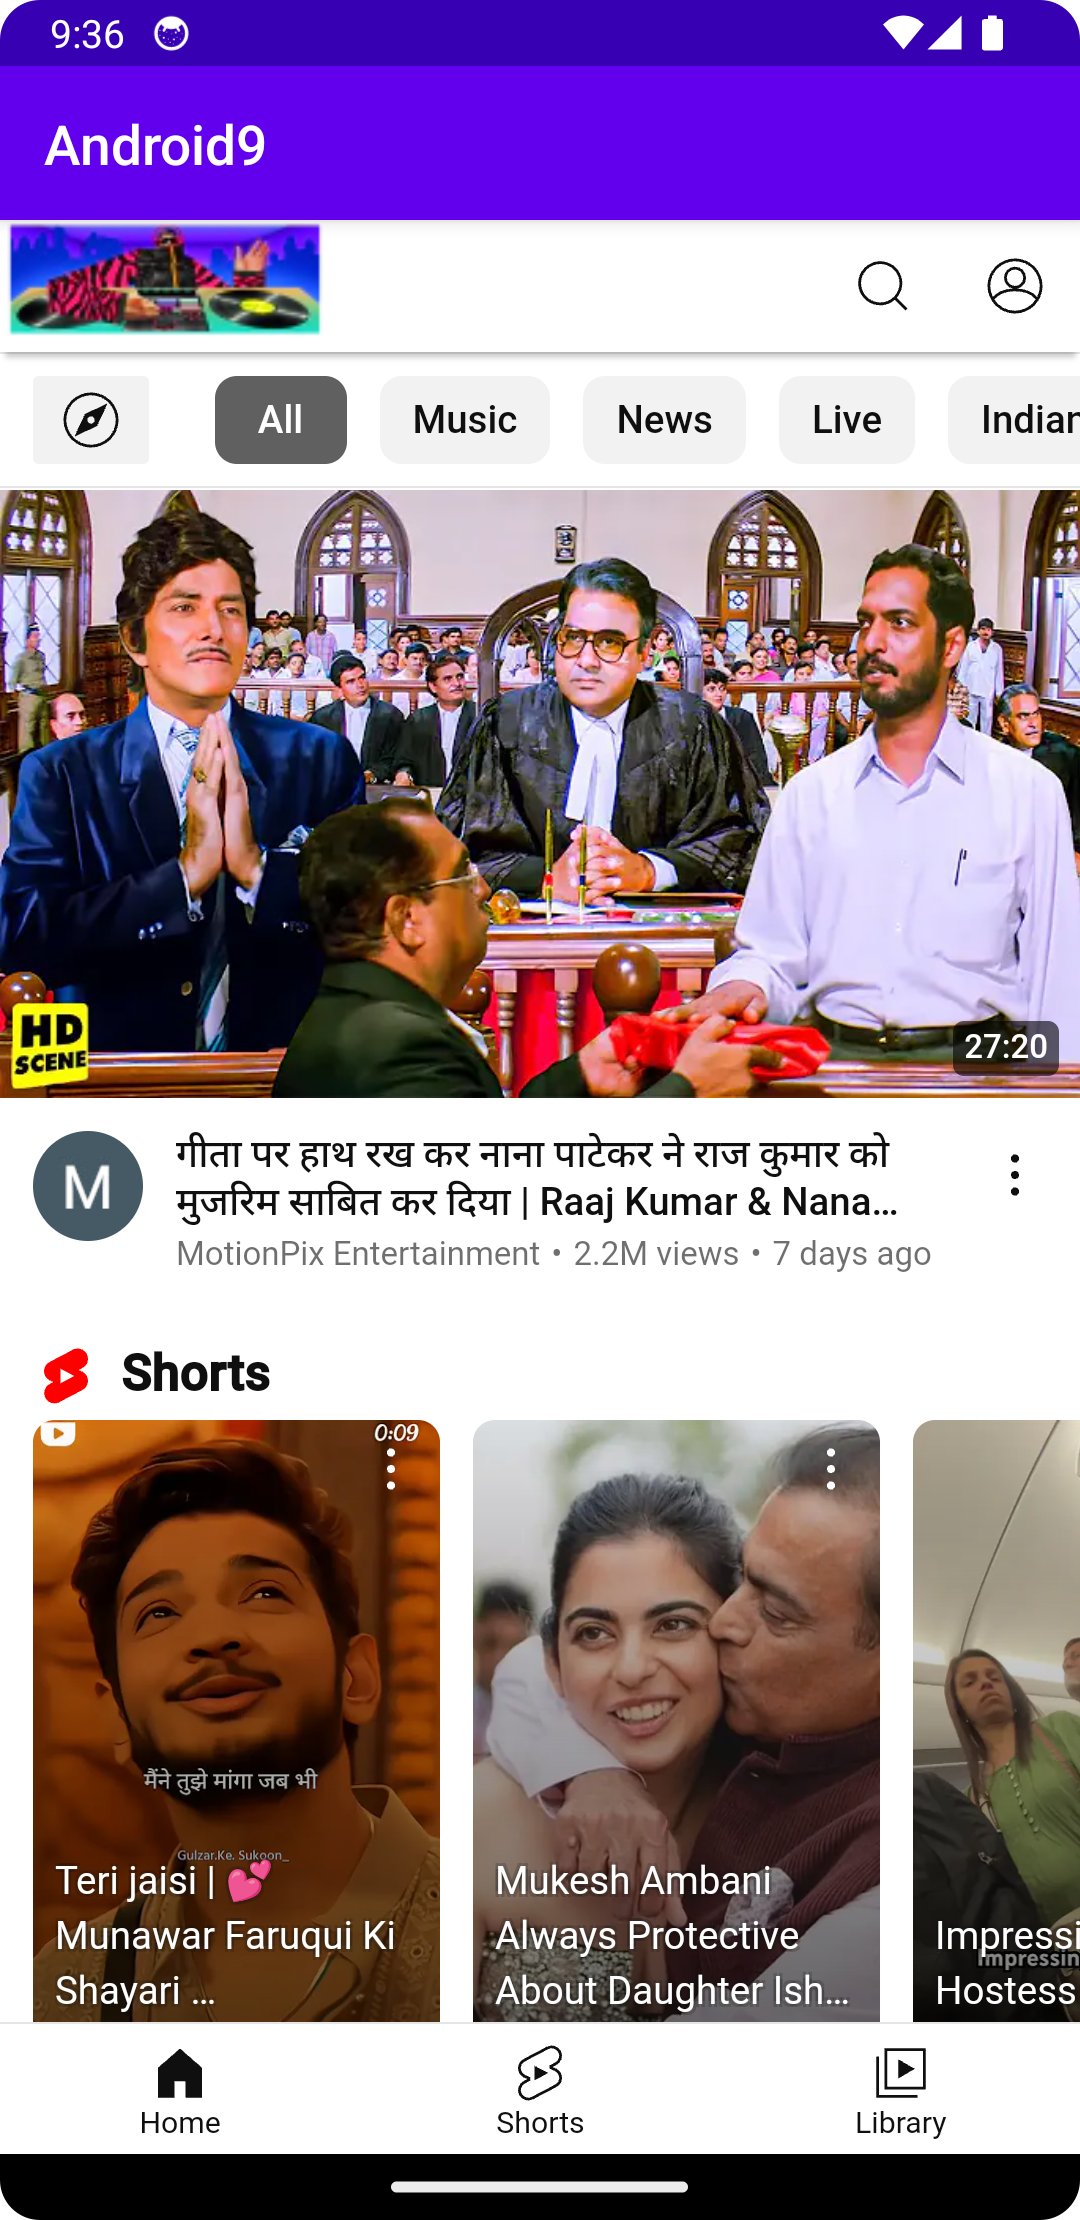 9:36
Android9
All
Music
News
Live
Indian
HD
SCENE
27:20
M
गीता पर हाथ रख कर नाना पाटेकर ने राज कुमार को
मुजरिम साबित कर दिया | Raaj Kumar & Nana...
MotionPix Entertainment • 2.2M views • 7 days ago
Shorts
0:09
मैंने तुझे मांगा जब भी
Gulzar.Ke. Sukoon_
Teri jaisi | 💕
Munawar Faruqui Ki
Shayari ...
Mukesh Ambani
Always Protective
About Daughter Ish...
Impressi
Impressin
Hostess
Home
Shorts
Library